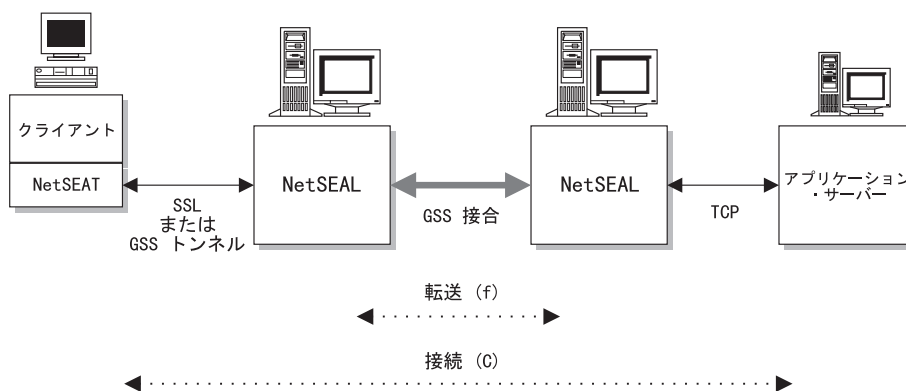 クライアント
NetSEAT
NetSEAL
NetSEAL
アプリケーション
・サーバー
SSL
または
GSS トンネル
GSS 接合
TCP
転送 (f)
接続 (C)